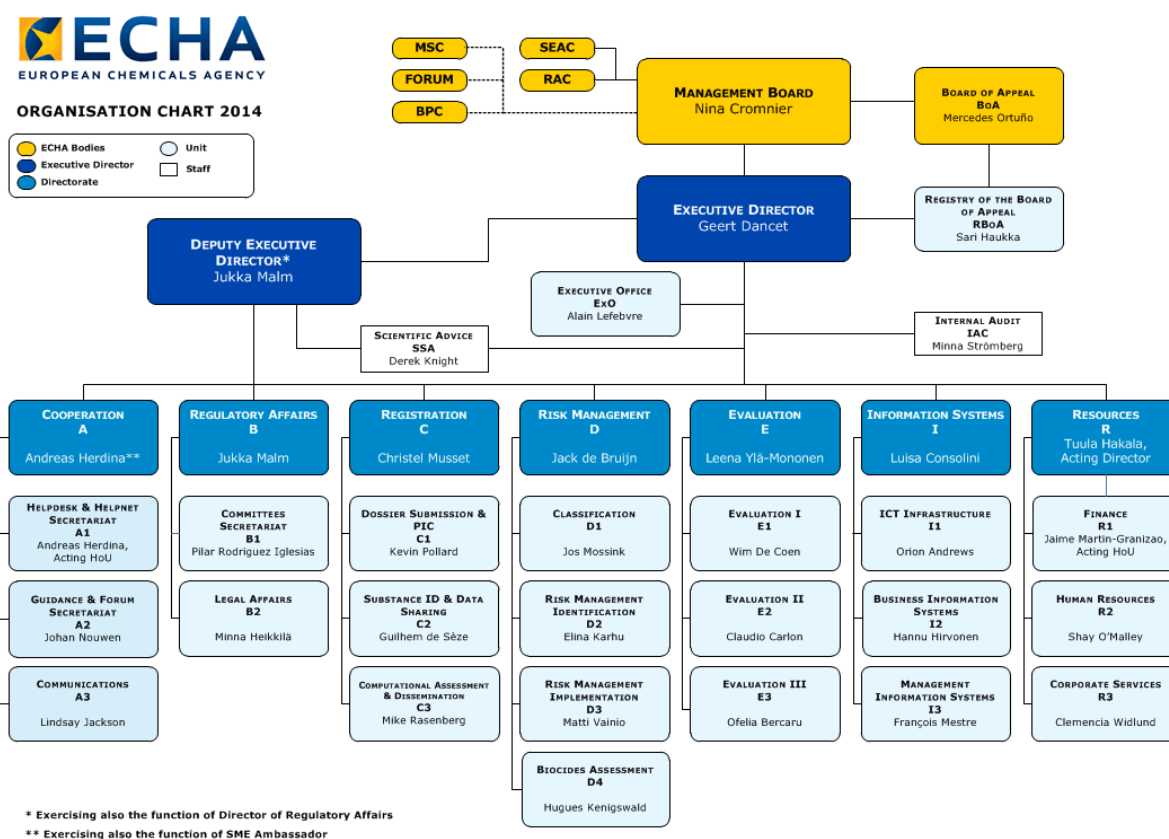 ECHA
EUROPEAN CHEMICALS AGENCY
ORGANISATION CHART 2014
ECHA Bodies
Executive Director
Directorate
Unit
Staff
MSC
FORUM
BPC
SEAC
RAC
MANAGEMENT BOARD
Nina Cromnier
BOARD OF APPEAL
BoA
Mercedes Ortuño
EXECUTIVE DIRECTOR
Geert Dancet
REGISTRY OF THE BOARD
OF APPEAL
RBoA
Sari Haukka
DEPUTY EXECUTIVE
DIRECTOR*
Jukka Malm
EXECUTIVE OFFICE
ExO
Alain Lefebvre
SCIENTIFIC ADVICE
SSA
Derek Knight
INTERNAL AUDIT
IAC
Minna Strömberg
COOPERATION
A
Andreas Herdina**
REGULATORY AFFAIRS
B
Jukka Malm
REGISTRATION
C
Christel Musset
RISK MANAGEMENT
D
Jack de Bruijn
EVALUATION
E
Leena Ylä-Mononen
INFORMATION SYSTEMS
I
Luisa Consolini
RESOURCES
R
Tuula Hakala,
Acting Director
HELPDESK & HELPNET
SECRETARIAT
A1
Andreas Herdina,
Acting HoU
COMMITTEES
SECRETARIAT
B1
Pilar Rodriguez Iglesias
DOSSIER SUBMISSION &
PIC
C1
Kevin Pollard
CLASSIFICATION
D1
Jos Mossink
EVALUATION I
E1
Wim De Coen
ICT INFRASTRUCTURE
I1
Orion Andrews
FINANCE
R1
Jaime Martin-Granizao,
Acting HoU
GUIDANCE & FORUM
SECRETARIAT
A2
Johan Nouwen
LEGAL AFFAIRS
B2
Minna Heikkilä
SUBSTANCE ID & DATA
SHARING
C2
Guilhem de Sèze
RISK MANAGEMENT
IDENTIFICATION
D2
Elina Karhu
EVALUATION II
E2
Claudio Carlon
BUSINESS INFORMATION
SYSTEMS
I2
Hannu Hirvonen
HUMAN RESOURCES
R2
Shay O'Malley
COMMUNICATIONS
A3
Lindsay Jackson
COMPUTATIONAL ASSESSMENT
& DISSEMINATION
C3
Mike Rasenberg
RISK MANAGEMENT
IMPLEMENTATION
D3
Matti Vainio
EVALUATION III
E3
Ofelia Bercaru
MANAGEMENT
INFORMATION SYSTEMS
I3
François Mestre
CORPORATE SERVICES
R3
Clemencia Widlund
BIOCIDES ASSESSMENT
D4
Hugues Kenigswald
* Exercising also the function of Director of Regulatory Affairs
** Exercising also the function of SME Ambassador